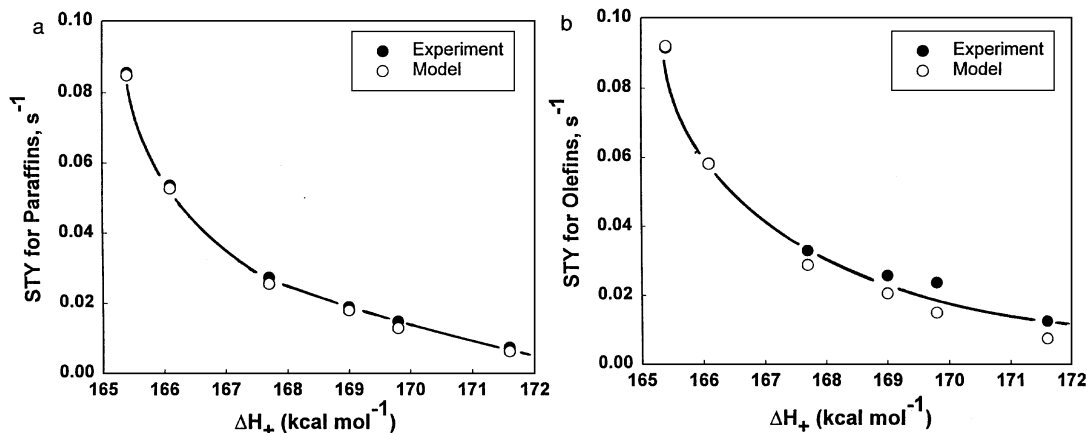 a
0.10
0.08
0.06
0.04
0.02
0.00
STY for Paraffins, s⁻¹
Experiment
Model
165 166 167 168 169 170 171 172
ΔH₊ (kcal mol⁻¹)
b
0.10
0.08
0.06
0.04
0.02
0.00
STY for Olefins, s⁻¹
Experiment
Model
165 166 167 168 169 170 171 172
ΔH₊ (kcal mol⁻¹)